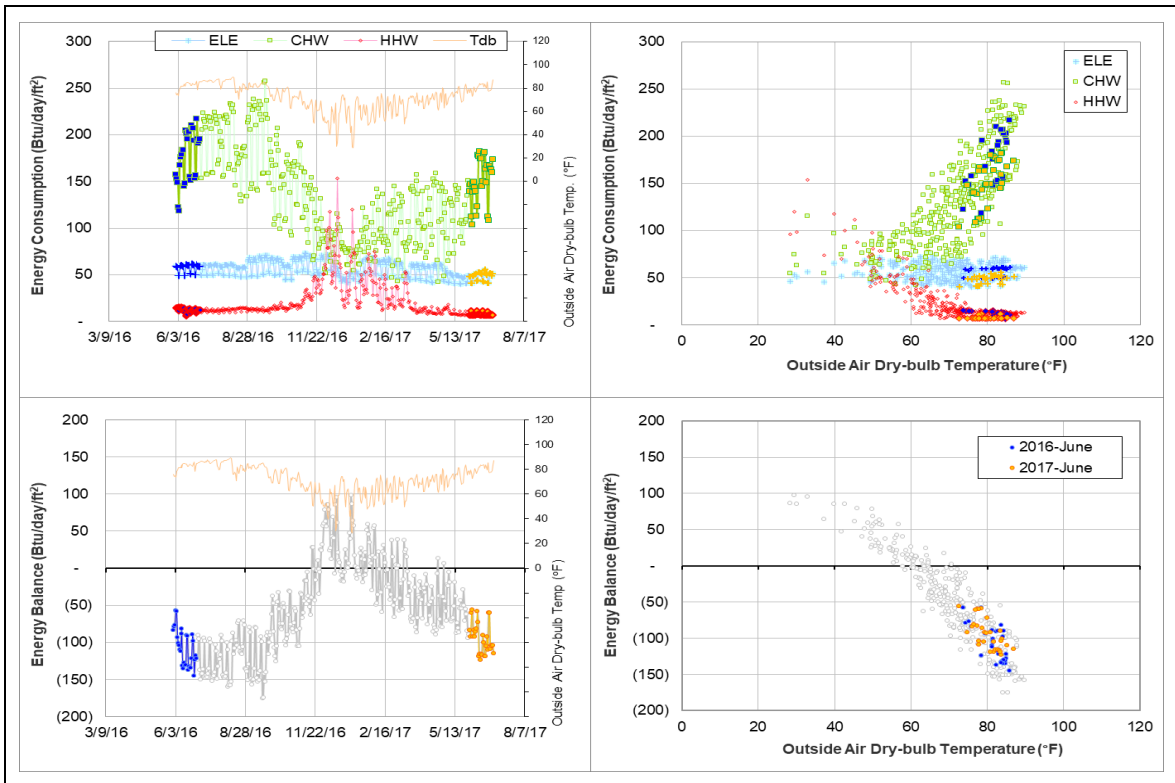 ELE CHW HHW Tdb
Energy Consumption (Btu/day/ft²)
300
250
200
150
100
50
-
120
100
80
60
40
20
0
Outside Air Dry-bulb Temp. (°F)
3/9/16 6/3/16 8/28/16 11/22/16 2/16/17 5/13/17 8/7/17
ELE
CHW
HHW
Energy Consumption (Btu/day/ft²)
300
250
200
150
100
50
-
0 20 40 60 80 100 120
Outside Air Dry-bulb Temperature (°F)
Energy Balance (Btu/day/ft²)
200
150
100
50
-
(50)
(100)
(150)
(200)
120
100
80
60
40
20
0
Outside Air Dry-bulb Temp (°F)
3/9/16 6/3/16 8/28/16 11/22/16 2/16/17 5/13/17 8/7/17
2016-June
2017-June
Energy Balance (Btu/day/ft²)
200
150
100
50
-
(50)
(100)
(150)
(200)
0 20 40 60 80 100 120
Outside Air Dry-bulb Temperature (°F)